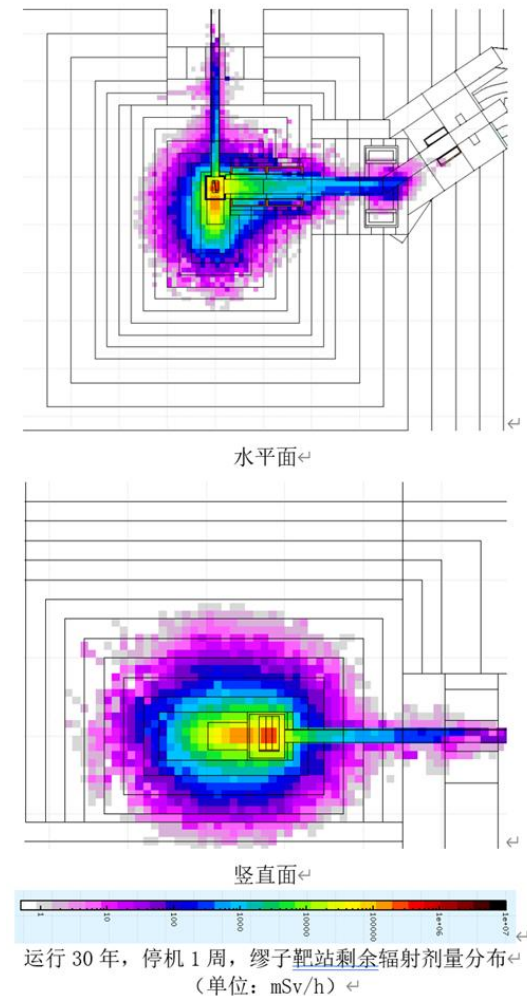 水平面
竖直面
1 10 100 1000 10000 100000 1e+06 1e+07
运行 30 年，停机 1 周，缪子靶站剩余辐射剂量分布
（单位：mSv/h）